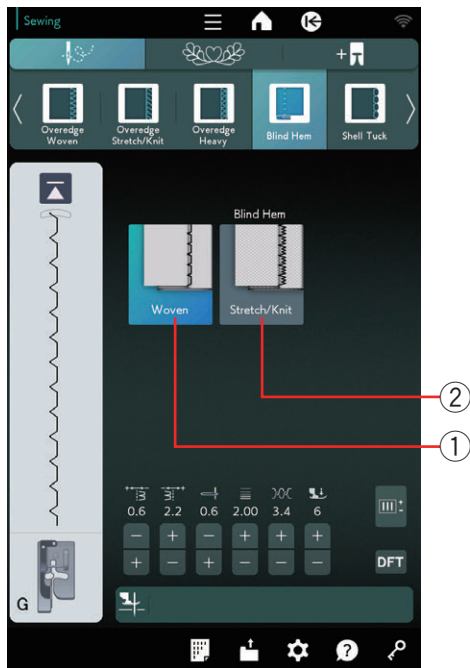 Sewing
Overedge
Woven
Overedge
Stretch/Knit
Overedge
Heavy
Blind Hem
Shell Tuck
Blind Hem
Woven
Stretch/Knit
②
①
0.6 2.2 0.6 2.00 3.4 6
− + − + − +
+ − + − + −
DFT
G
?